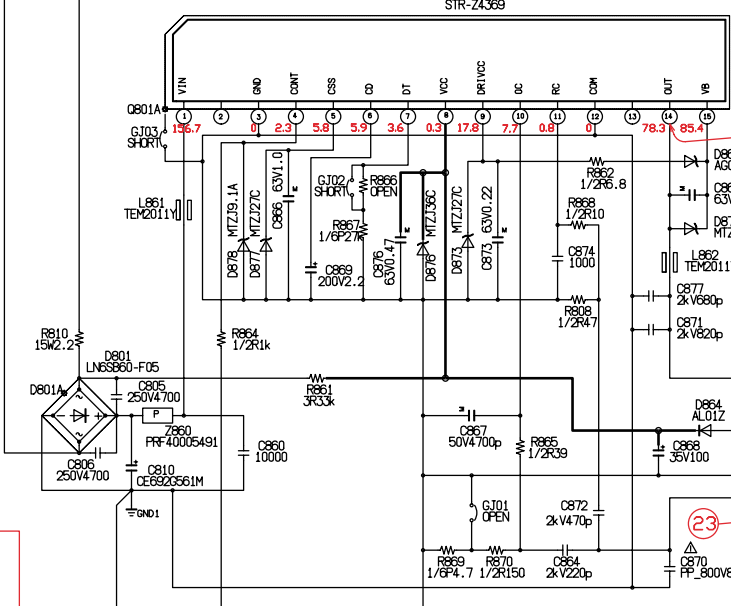 STR-Z4369
VIN
GND
CONT
CSS
CD
DT
VCC
DRIVCC
OC
RC
COM
OUT
VB
Q801A
1 2 3 4 5 6 7 8 9 10 11 12 13 14 15
156.7 0 2.3 5.8 5.9 3.6 0.3 17.8 7.7 0.8 0 78.3 85.4
GJ03
SHORT
L861
TEM2011Y
MTZJ9.1A
D878
MTZJ27C
D877
63V1.0
C866
GJ02
SHORT
R866
OPEN
R867
1/6P27k
C869
200V2.2
C876
63V0.47
MTZJ36C
D876
MTZJ27C
D873
63V0.22
C873
R862
1/2R6.8
R868
1/2R10
C874
1000
R808
1/2R47
L862
TEM2011
C877
2kV680p
C871
2kV820p
R810
15W2.2
D801
LN6SB60-F05
D801A
C805
250V4700
R864
1/2R1k
R861
3R33k
P
Z860
PRF40005491
C806
250V4700
C810
CE692G561M
C860
10000
GND1
C867
50V4700p
R865
1/2R39
D864
AL01Z
C868
35V100
GJ01
OPEN
C872
2kV470p
R869
1/6P4.7
R870
1/2R150
C864
2kV220p
23
C870
PP_800V8